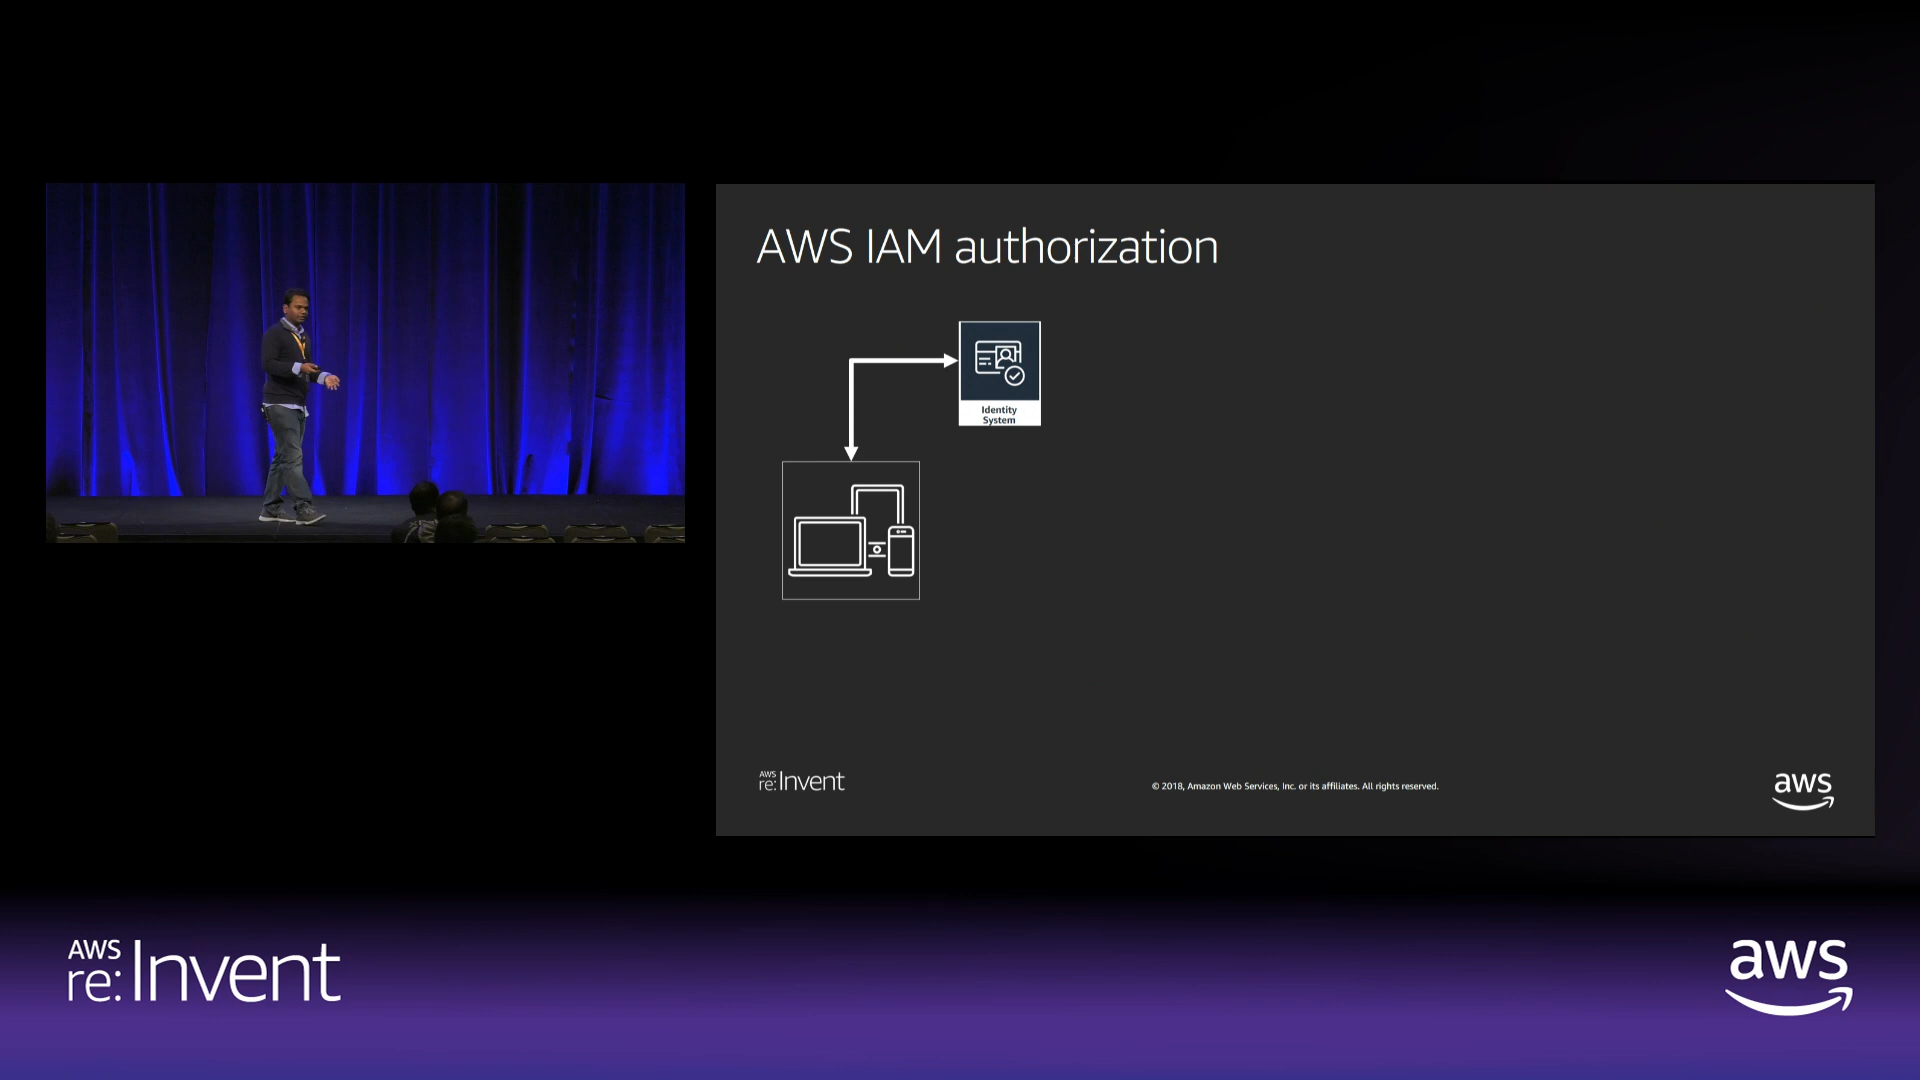 AWS IAM authorization
Identity
System
AWS
re:Invent
© 2018, Amazon Web Services, Inc. or its affiliates. All rights reserved.
aws
AWS
re:Invent
aws